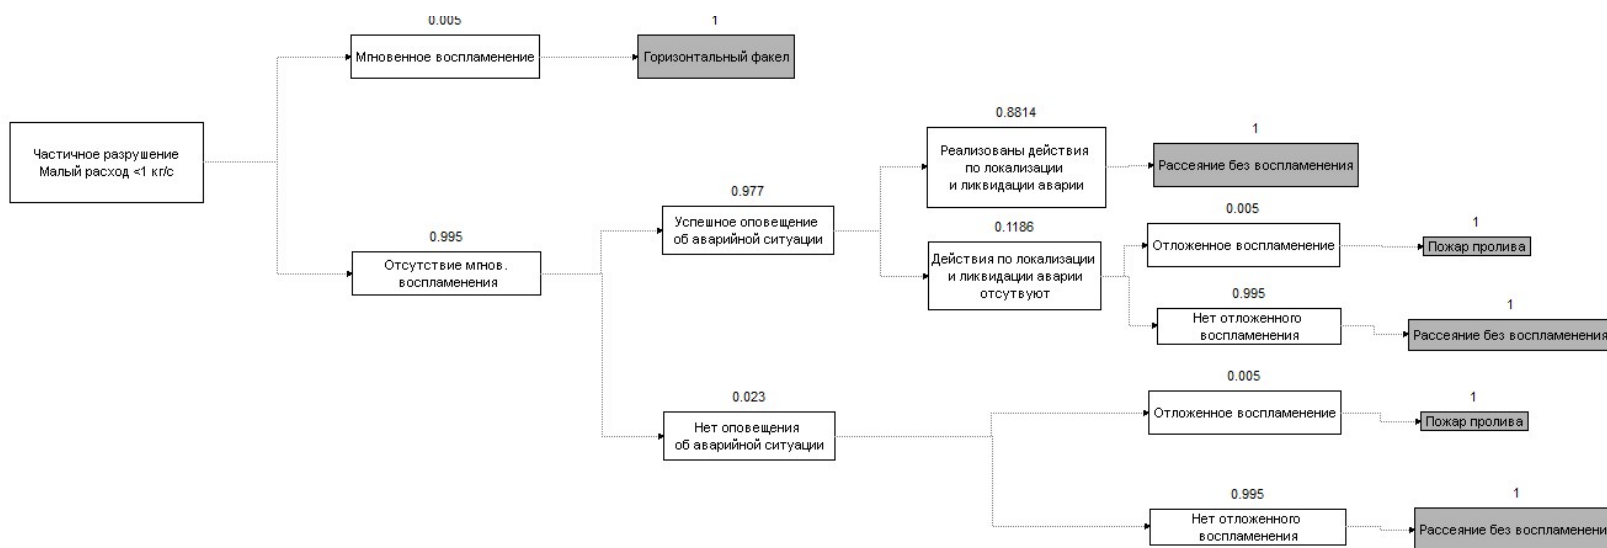 0.005
Мгновенное воспламенение
1
Горизонтальный факел
Частичное разрушение
Малый расход <1 кг/с
0.995
Отсутствие мгнов.
воспламенения
0.977
Успешное оповещение
об аварийной ситуации
0.8814
Реализованы действия
по локализации
и ликвидации аварии
1
Рассеяние без воспламенения
0.1186
Действия по локализации
и ликвидации аварии
отсутвуют
0.005
Отложенное воспламенение
1
Пожар пролива
0.995
Нет отложенного
воспламенения
1
Рассеяние без воспламенения
0.023
Нет оповещения
об аварийной ситуации
0.005
Отложенное воспламенение
1
Пожар пролива
0.995
Нет отложенного
воспламенения
1
Рассеяние без воспламенени